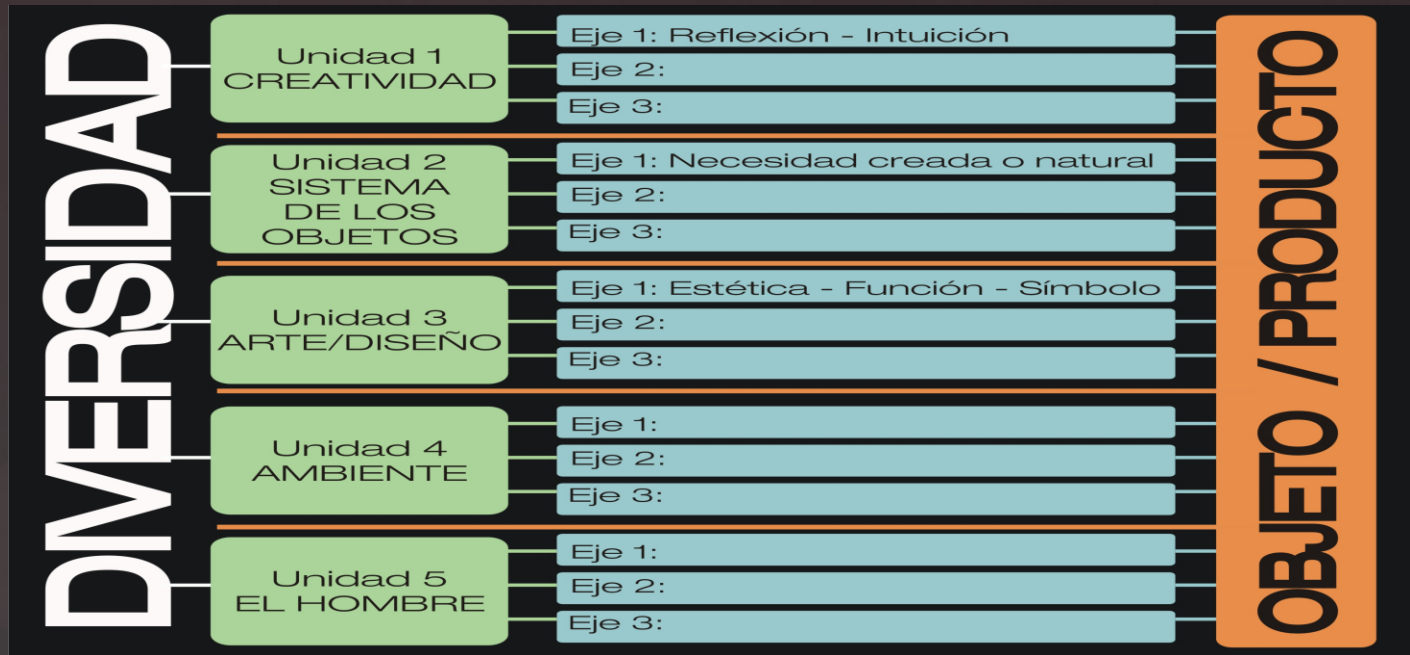 DIVERSIDAD
Unidad 1
CREATIVIDAD
Eje 1: Reflexión - Intuición
Eje 2:
Eje 3:
Unidad 2
SISTEMA
DE LOS
OBJETOS
Eje 1: Necesidad creada o natural
Eje 2:
Eje 3:
Unidad 3
ARTE/DISEÑO
Eje 1: Estética - Función - Símbolo
Eje 2:
Eje 3:
Unidad 4
AMBIENTE
Eje 1:
Eje 2:
Eje 3:
Unidad 5
EL HOMBRE
Eje 1:
Eje 2:
Eje 3:
OBJETO / PRODUCTO